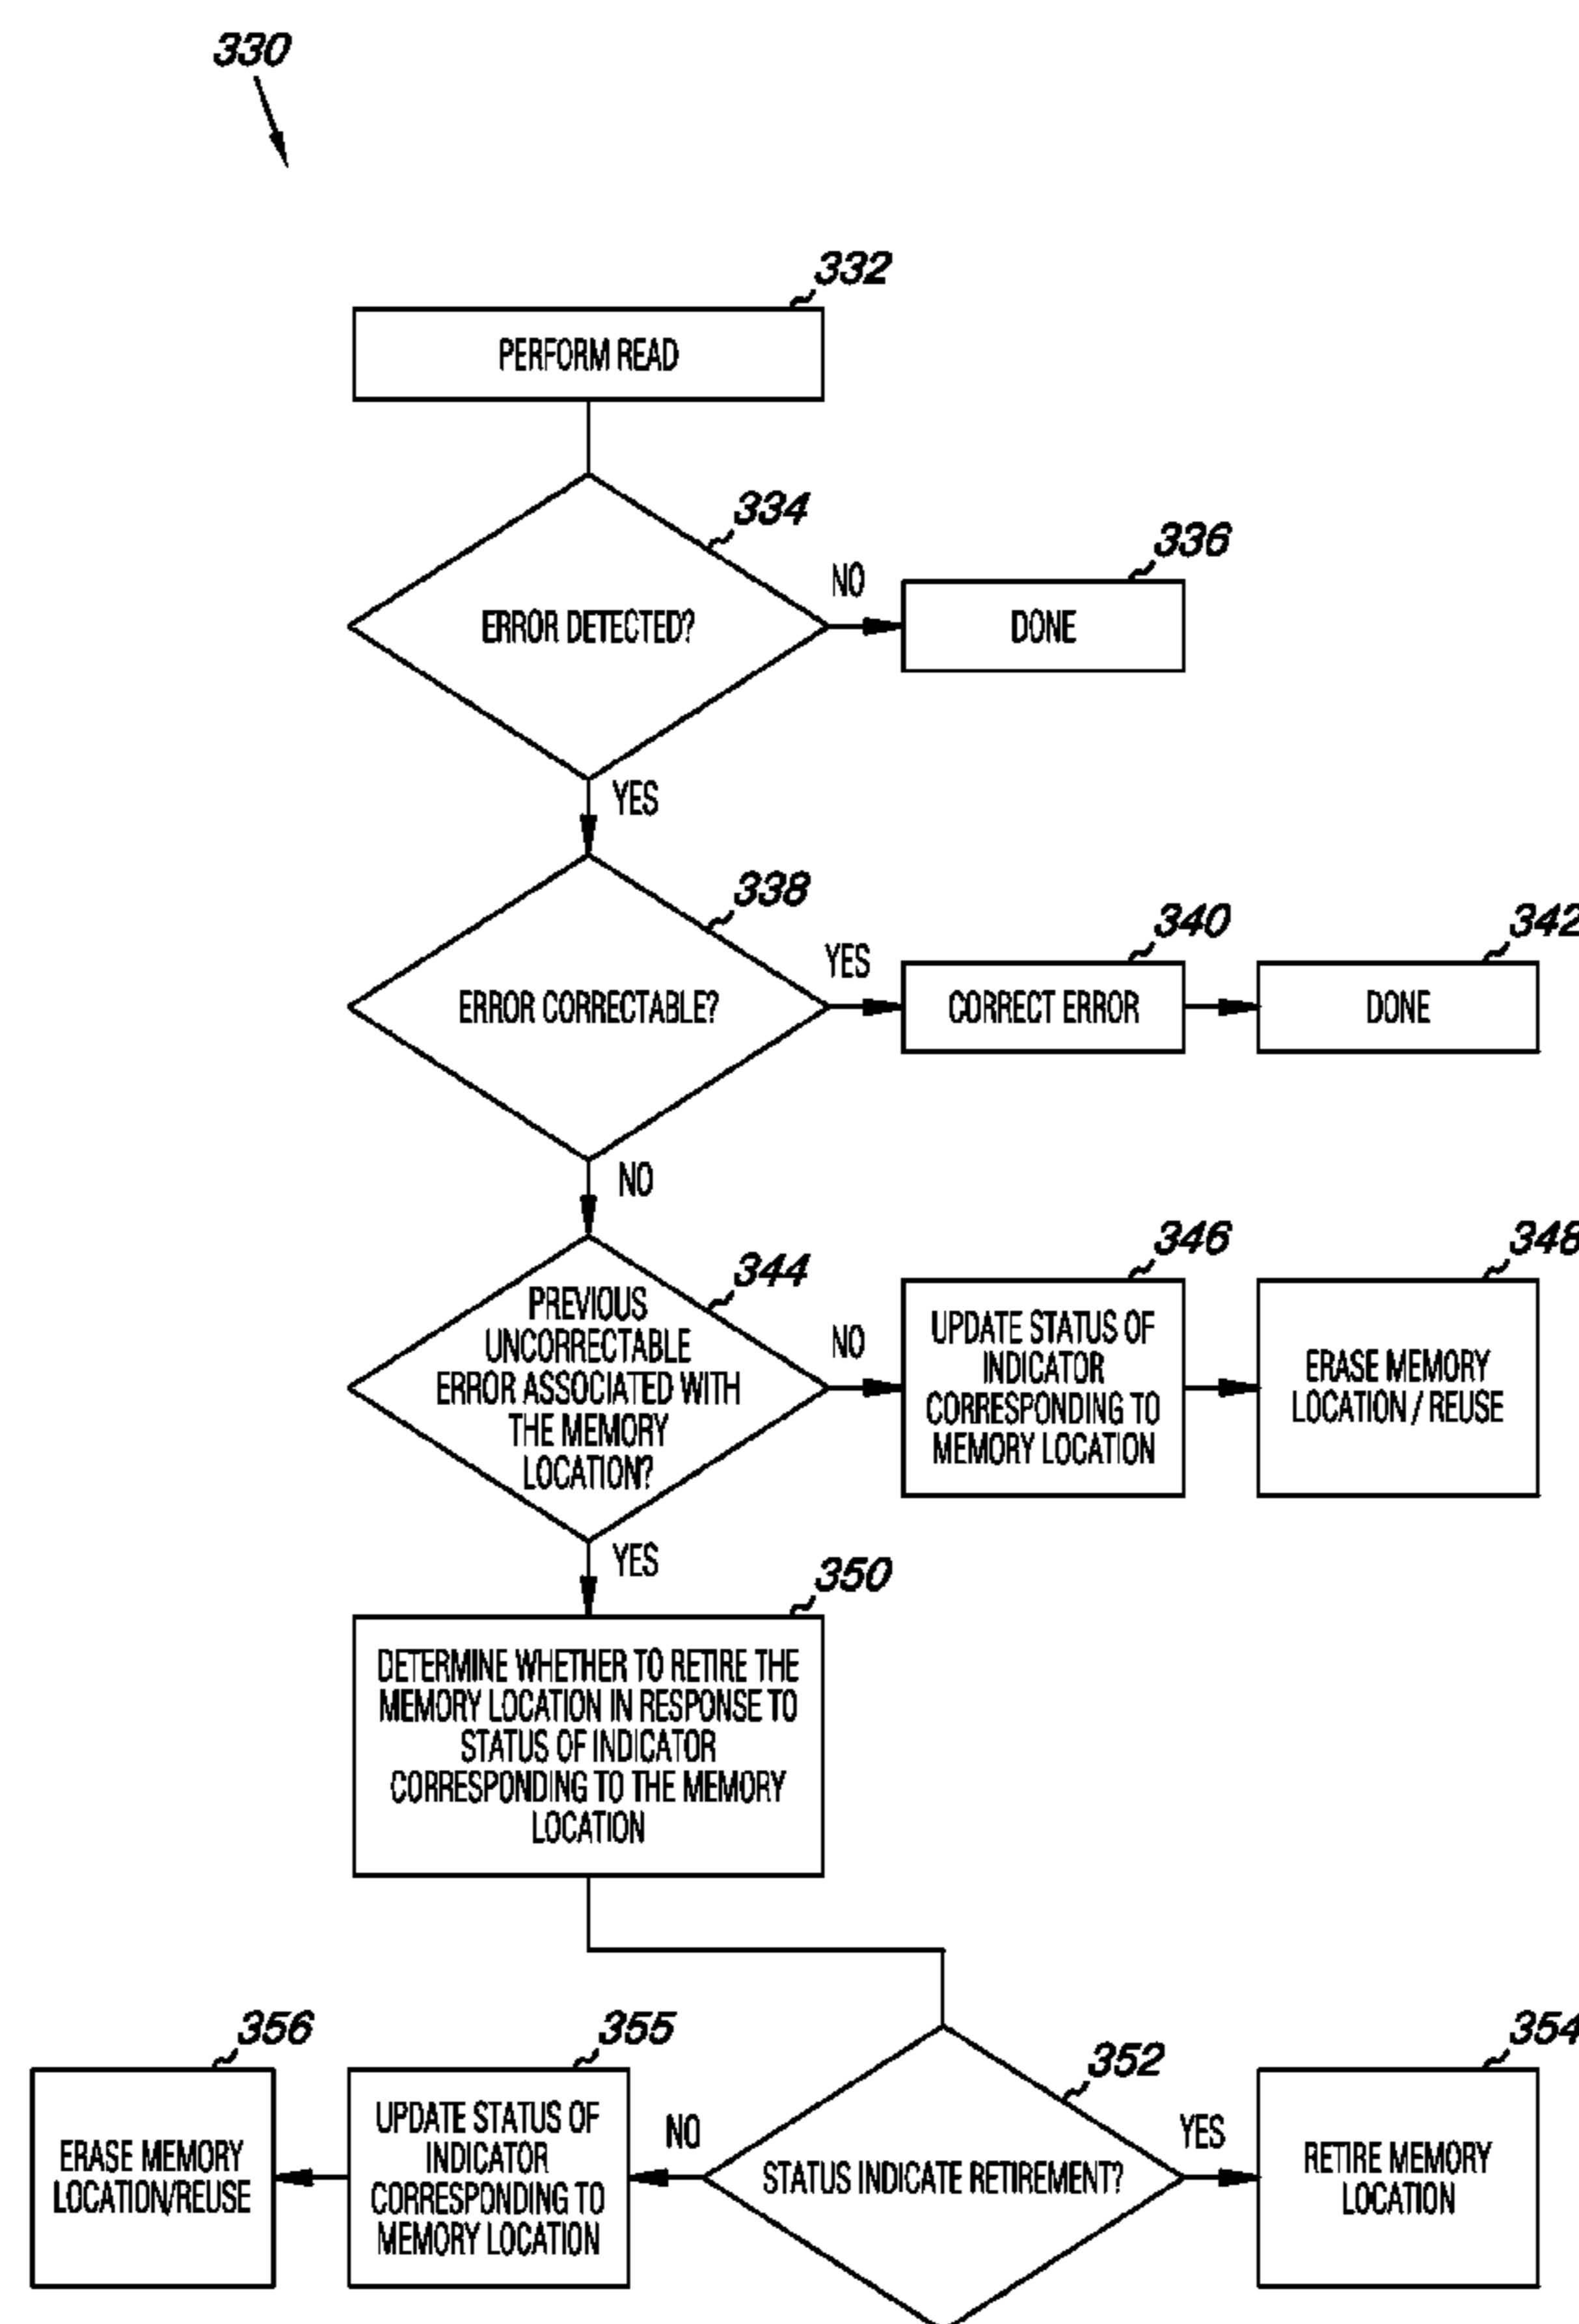 330
332
PERFORM READ
334
ERROR DETECTED?
NO
336
DONE
YES
338
ERROR CORRECTABLE?
YES
340
CORRECT ERROR
342
DONE
NO
344
PREVIOUS
UNCORRECTABLE
ERROR ASSOCIATED WITH
THE MEMORY
LOCATION?
NO
346
UPDATE STATUS OF
INDICATOR
CORRESPONDING TO
MEMORY LOCATION
348
ERASE MEMORY
LOCATION / REUSE
YES
350
DETERMINE WHETHER TO RETIRE THE
MEMORY LOCATION IN RESPONSE TO
STATUS OF INDICATOR
CORRESPONDING TO THE MEMORY
LOCATION
356
ERASE MEMORY
LOCATION/REUSE
355
UPDATE STATUS OF
INDICATOR
CORRESPONDING TO
MEMORY LOCATION
NO
352
STATUS INDICATE RETIREMENT?
YES
354
RETIRE MEMORY
LOCATION